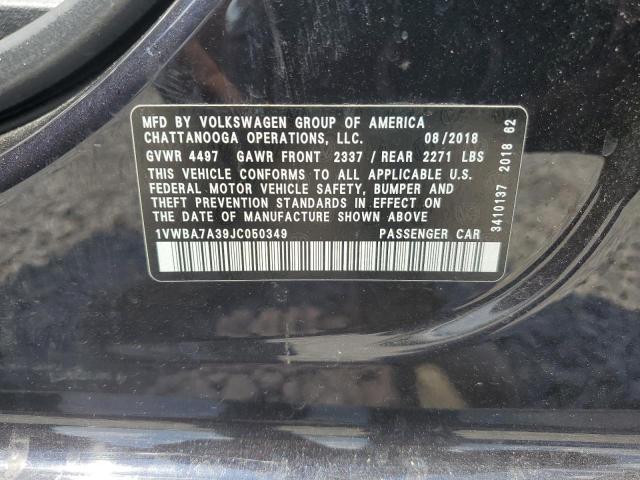 MFD BY VOLKSWAGEN GROUP OF AMERICA
CHATTANOOGA OPERATIONS, LLC. 08/2018
GVWR 4497 GAWR FRONT 2337 / REAR 2271 LBS
THIS VEHICLE CONFORMS TO ALL APPLICABLE U.S.
FEDERAL MOTOR VEHICLE SAFETY, BUMPER AND
THEFT PREVENTION STANDARDS IN EFFECT ON
THE DATE OF MANUFACTURE SHOWN ABOVE
1VWBA7A39JC050349 PASSENGER CAR
3410137 2018 62